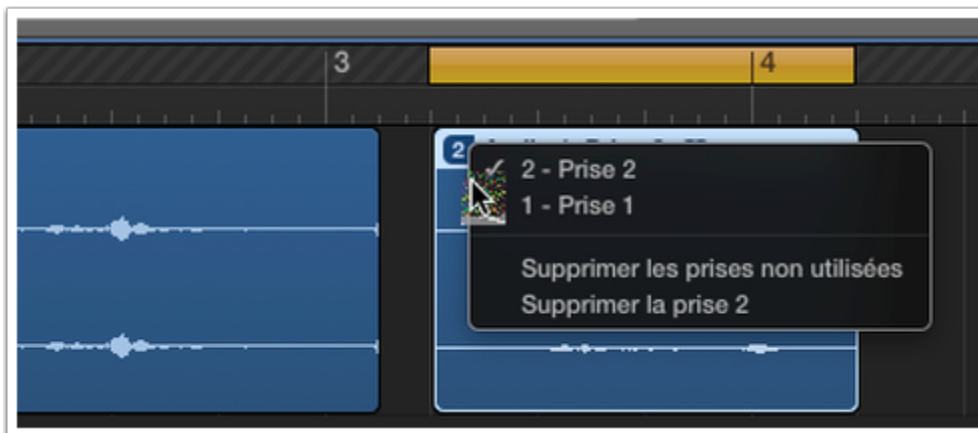 3
4
2
2 - Prise 2
1 - Prise 1
Supprimer les prises non utilisées
Supprimer la prise 2